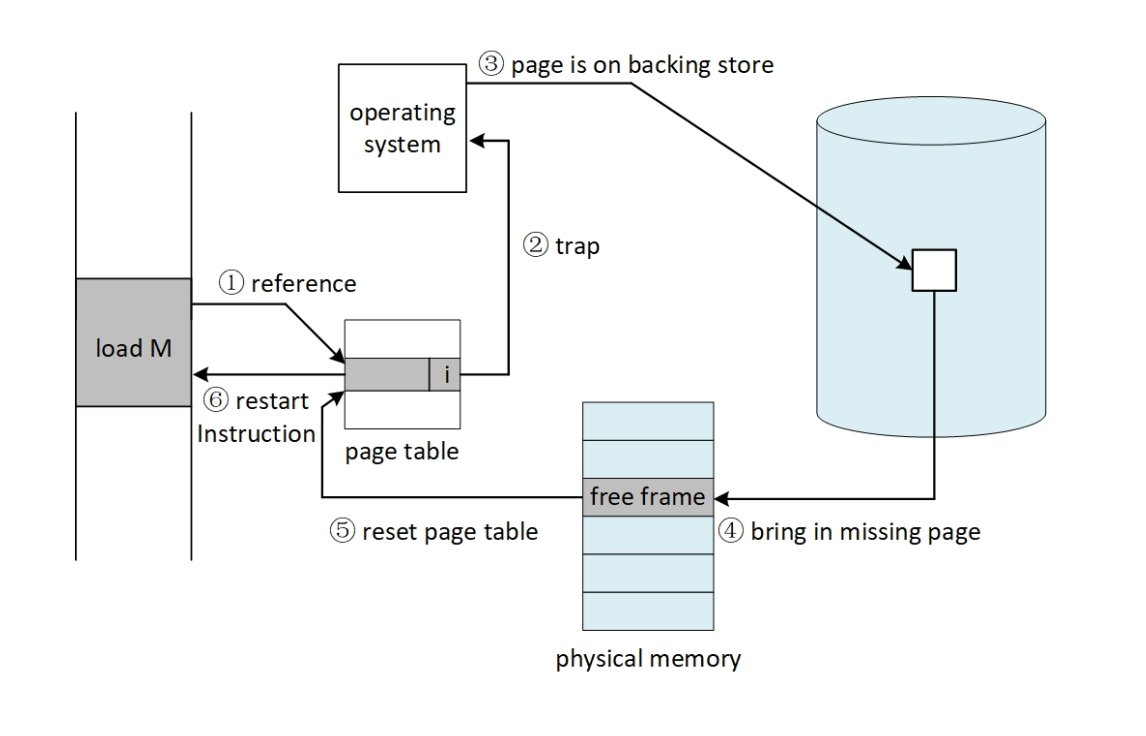 ③ page is on backing store
operating
system
② trap
① reference
load M
i
⑥ restart
Instruction
page table
free frame
⑤ reset page table
④ bring in missing page
physical memory